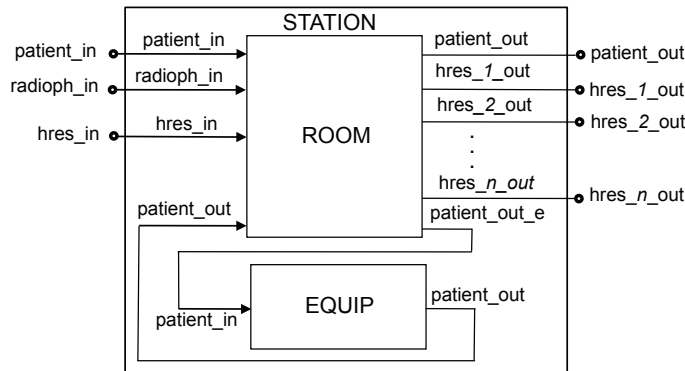 STATION
patient_in patient_in patient_out patient_out
radioph_in radioph_in hres_1_out hres_1_out
hres_in hres_in hres_2_out hres_2_out
ROOM
.
.
.
hres_n_out hres_n_out
patient_out patient_out_e
EQUIP patient_out
patient_in